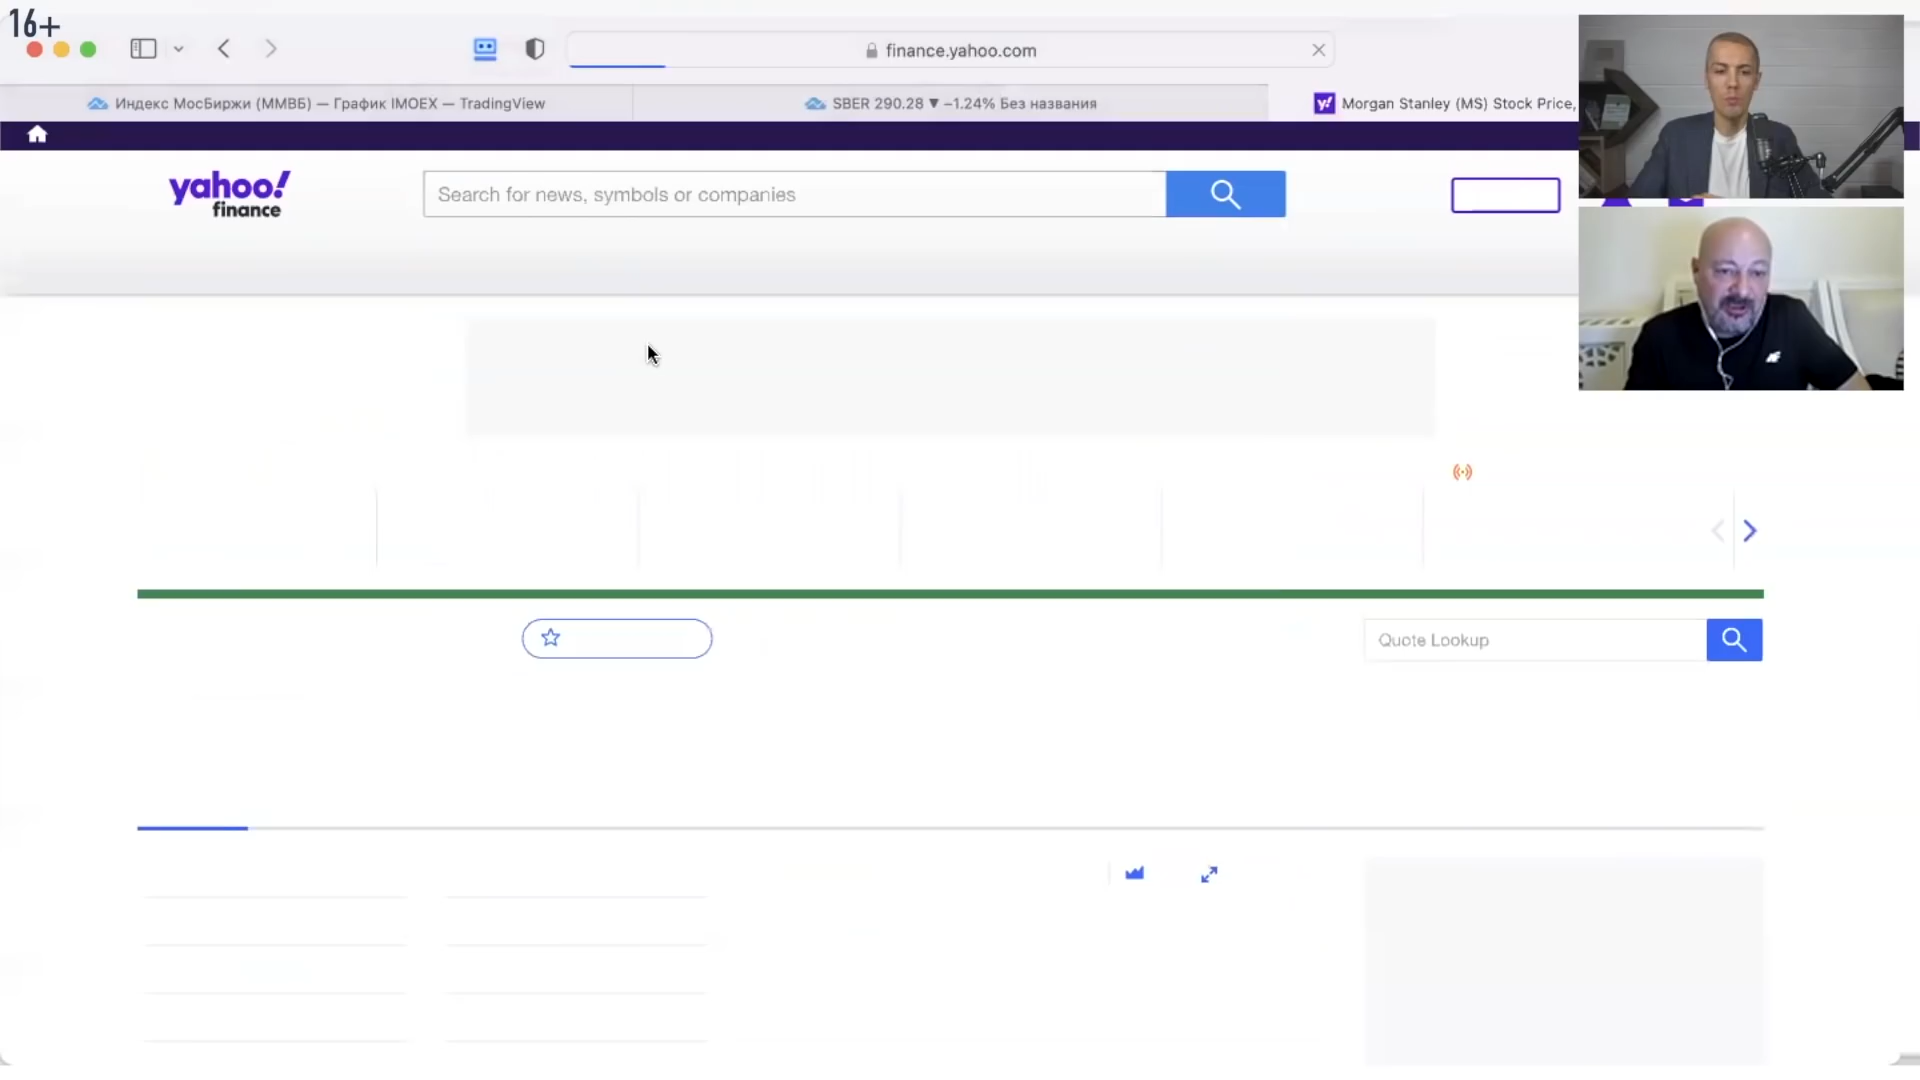 16+
finance.yahoo.com
Индекс МосБиржи (ММВБ) — График IMOEX — TradingView
SBER 290.28 ▼ −1.24% Без названия
y! Morgan Stanley (MS) Stock Price,
yahoo!
finance
Search for news, symbols or companies
Quote Lookup